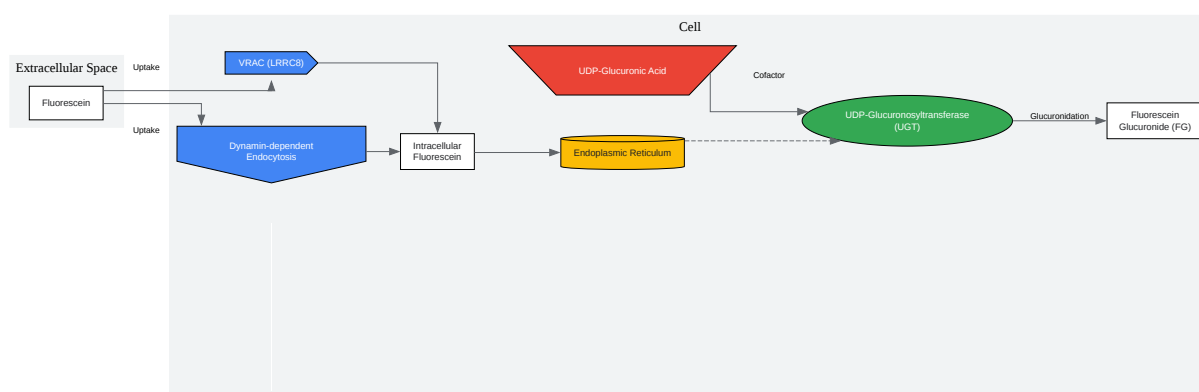 Cell
Extracellular Space
Uptake
VRAC (LRRC8)
UDP-Glucuronic Acid
Cofactor
Fluorescein
UDP-Glucuronosyltransferase
(UGT)
Glucuronidation
Fluorescein
Glucuronide (FG)
Uptake
Dynamin-dependent
Endocytosis
Intracellular
Fluorescein
Endoplasmic Reticulum